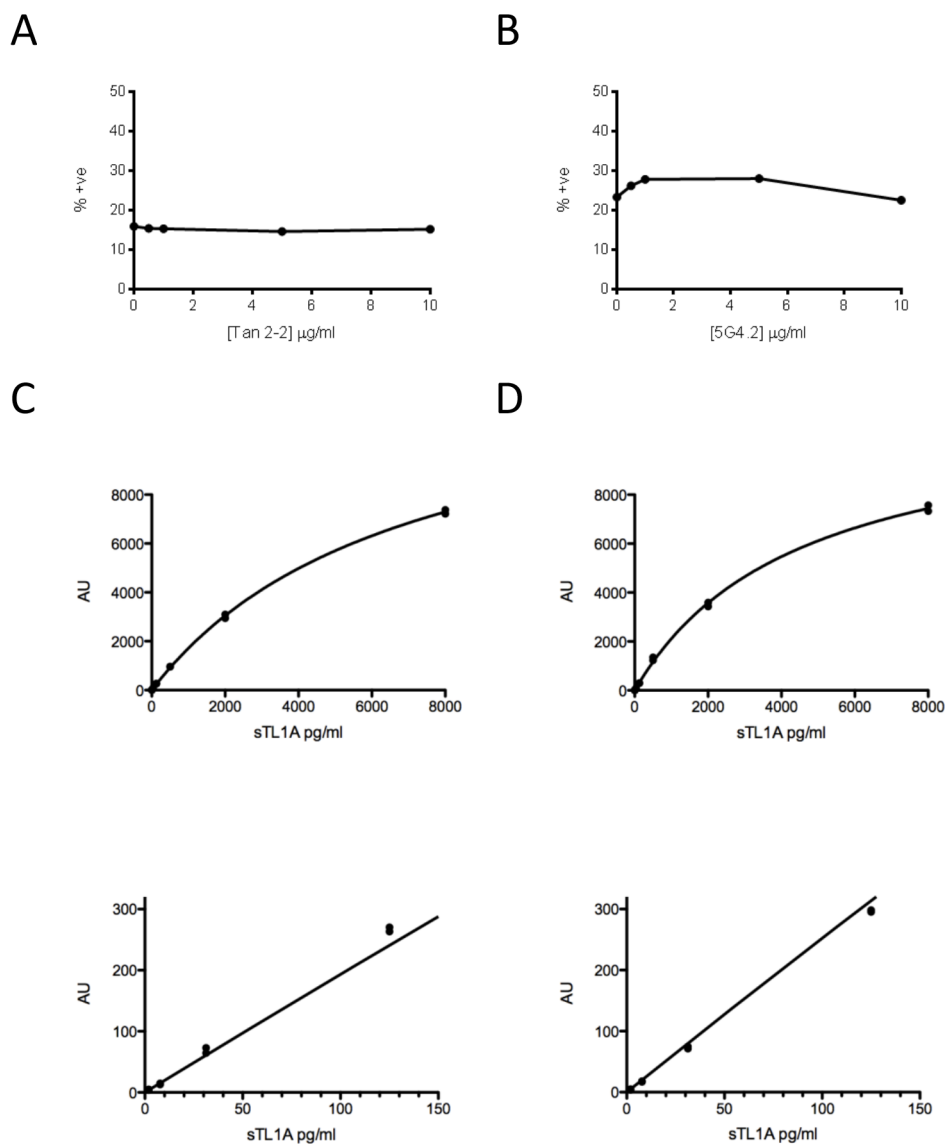 A
B
50
40
30
20
10
0
% +ve
0 2 4 6 8 10
[Tan 2-2] µg/ml
50
40
30
20
10
0
% +ve
0 2 4 6 8 10
[5G4.2] µg/ml
C
D
8000
6000
4000
2000
0
AU
0 2000 4000 6000 8000
sTL1A pg/ml
8000
6000
4000
2000
0
AU
0 2000 4000 6000 8000
sTL1A pg/ml
300
200
100
0
AU
0 50 100 150
sTL1A pg/ml
300
200
100
0
AU
0 50 100 150
sTL1A pg/ml